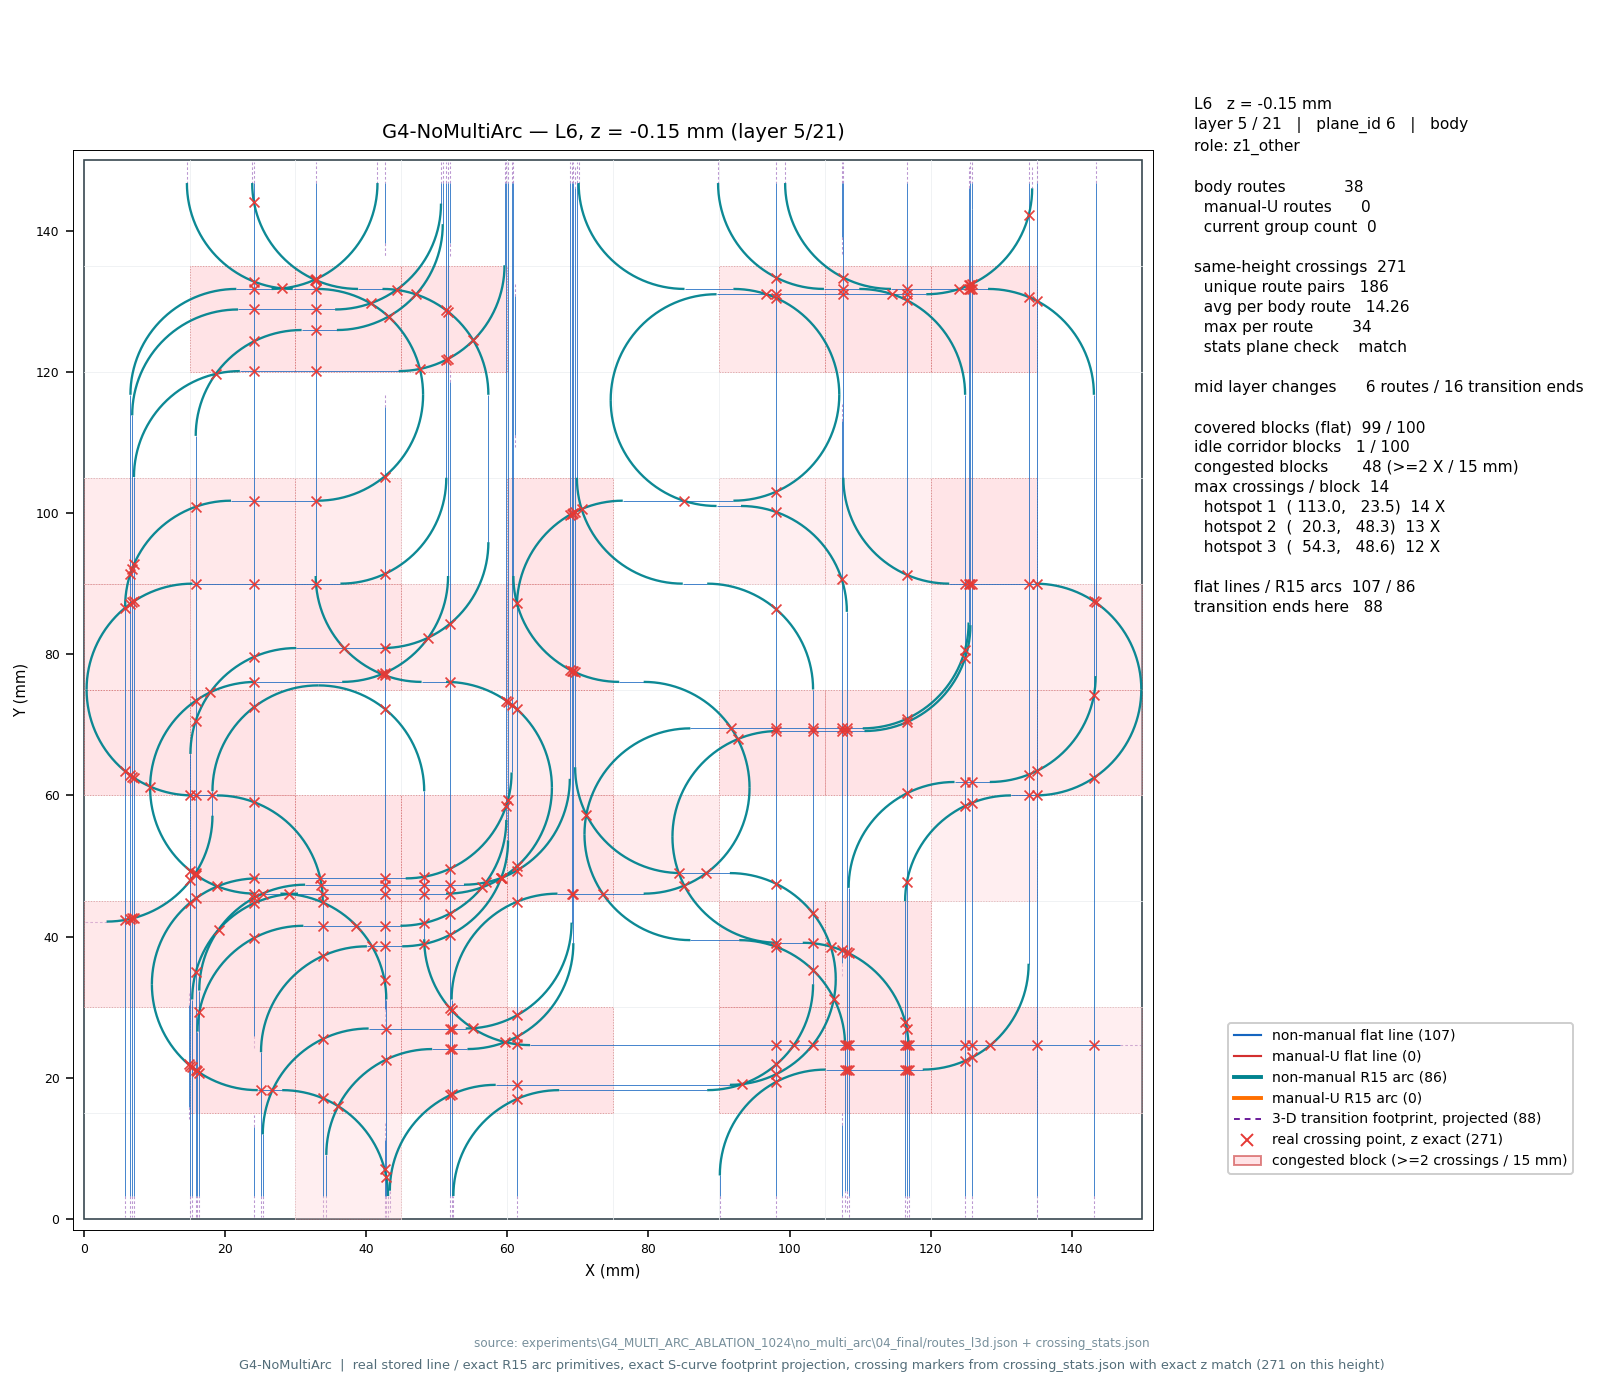 G4-NoMultiArc — L6, z = -0.15 mm (layer 5/21)
L6   z = -0.15 mm
layer 5 / 21   |   plane_id 6   |   body
role: z1_other
body routes   38
manual-U routes   0
current group count   0
same-height crossings   271
unique route pairs   186
avg per body route   14.26
max per route   34
stats plane check   match
mid layer changes   6 routes / 16 transition ends
covered blocks (flat)   99 / 100
idle corridor blocks   1 / 100
congested blocks   48 (>=2 X / 15 mm)
max crossings / block   14
hotspot 1   ( 113.0,   23.5)   14 X
hotspot 2   (  20.3,   48.3)   13 X
hotspot 3   (  54.3,   48.6)   12 X
flat lines / R15 arcs   107 / 86
transition ends here   88
140
120
100
80
60
40
20
0
Y (mm)
0 20 40 60 80 100 120 140
X (mm)
non-manual flat line (107)
manual-U flat line (0)
non-manual R15 arc (86)
manual-U R15 arc (0)
3-D transition footprint, projected (88)
real crossing point, z exact (271)
congested block (>=2 crossings / 15 mm)
source: experiments\G4_MULTI_ARC_ABLATION_1024\no_multi_arc\04_final/routes_l3d.json + crossing_stats.json
G4-NoMultiArc  |  real stored line / exact R15 arc primitives, exact S-curve footprint projection, crossing markers from crossing_stats.json with exact z match (271 on this height)